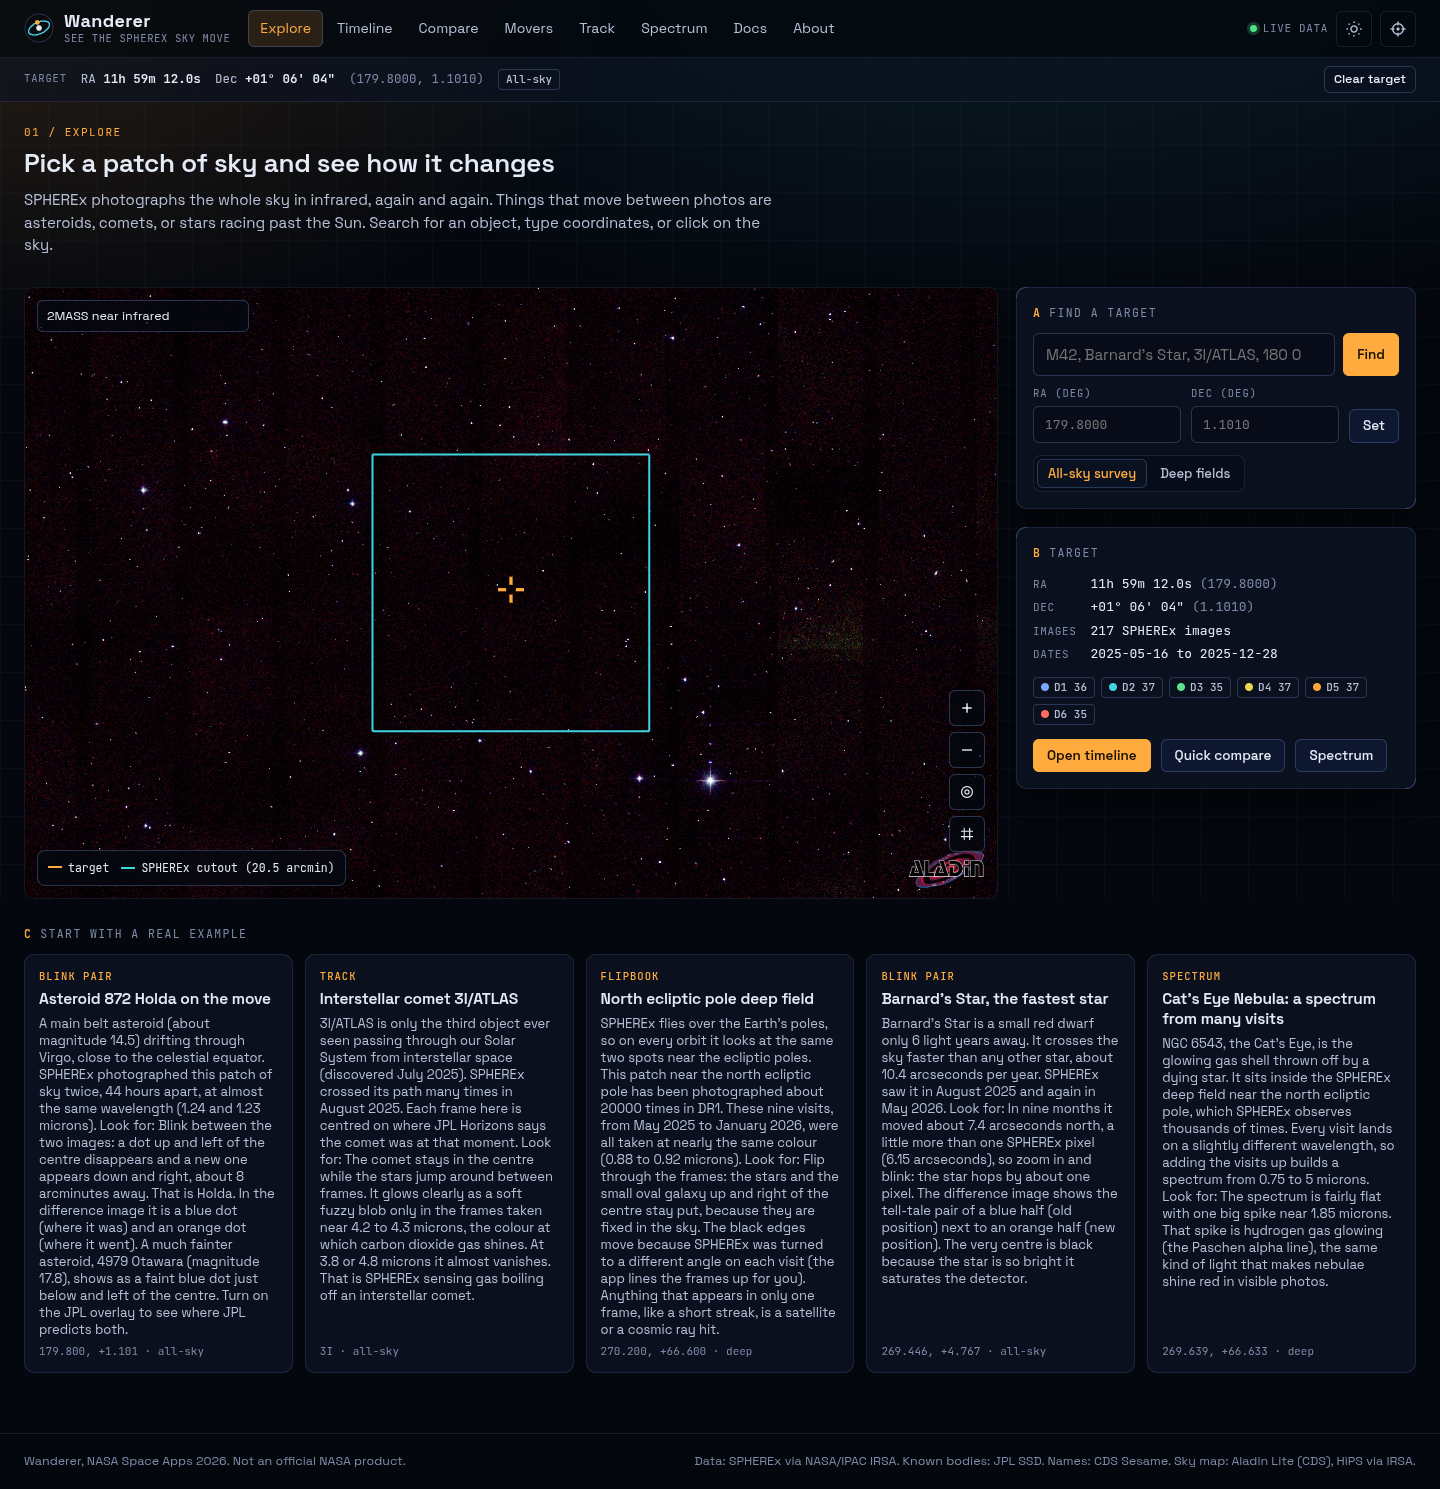 Wanderer
SEE THE SPHEREX SKY MOVE
Explore
Timeline
Compare
Movers
Track
Spectrum
Docs
About
LIVE DATA
TARGET RA 11h 59m 12.0s Dec +01° 06' 04" (179.8000, 1.1010) All-sky
Clear target
01 / EXPLORE
Pick a patch of sky and see how it changes
SPHEREx photographs the whole sky in infrared, again and again. Things that move between photos are
asteroids, comets, or stars racing past the Sun. Search for an object, type coordinates, or click on the
sky.
2MASS near infrared
target SPHEREx cutout (20.5 arcmin)
ALADiN
A FIND A TARGET
M42, Barnard's Star, 3I/ATLAS, 180 0
Find
RA (DEG)
DEC (DEG)
179.8000
1.1010
Set
All-sky survey
Deep fields
B TARGET
RA 11h 59m 12.0s (179.8000)
DEC +01° 06' 04" (1.1010)
IMAGES 217 SPHEREx images
DATES 2025-05-16 to 2025-12-28
D1 36
D2 37
D3 35
D4 37
D5 37
D6 35
Open timeline
Quick compare
Spectrum
C START WITH A REAL EXAMPLE
BLINK PAIR
Asteroid 872 Holda on the move
A main belt asteroid (about
magnitude 14.5) drifting through
Virgo, close to the celestial equator.
SPHEREx photographed this patch of
sky twice, 44 hours apart, at almost
the same wavelength (1.24 and 1.23
microns). Look for: Blink between the
two images: a dot up and left of the
centre disappears and a new one
appears down and right, about 8
arcminutes away. That is Holda. In the
difference image it is a blue dot
(where it was) and an orange dot
(where it went). A much fainter
asteroid, 4979 Otawara (magnitude
17.8), shows as a faint blue dot just
below and left of the centre. Turn on
the JPL overlay to see where JPL
predicts both.
179.800, +1.101 · all-sky
TRACK
Interstellar comet 3I/ATLAS
3I/ATLAS is only the third object ever
seen passing through our Solar
System from interstellar space
(discovered July 2025). SPHEREx
crossed its path many times in
August 2025. Each frame here is
centred on where JPL Horizons says
the comet was at that moment. Look
for: The comet stays in the centre
while the stars jump around between
frames. It glows clearly as a soft
fuzzy blob only in the frames taken
near 4.2 to 4.3 microns, the colour at
which carbon dioxide gas shines. At
3.8 or 4.8 microns it almost vanishes.
That is SPHEREx sensing gas boiling
off an interstellar comet.
3I · all-sky
FLIPBOOK
North ecliptic pole deep field
SPHEREx flies over the Earth's poles,
so on every orbit it looks at the same
two spots near the ecliptic poles.
This patch near the north ecliptic
pole has been photographed about
20000 times in DR1. These nine visits,
from May 2025 to January 2026, were
all taken at nearly the same colour
(0.88 to 0.92 microns). Look for: Flip
through the frames: the stars and the
small oval galaxy up and right of the
centre stay put, because they are
fixed in the sky. The black edges
move because SPHEREx was turned
to a different angle on each visit (the
app lines the frames up for you).
Anything that appears in only one
frame, like a short streak, is a satellite
or a cosmic ray hit.
270.200, +66.600 · deep
BLINK PAIR
Barnard's Star, the fastest star
Barnard's Star is a small red dwarf
only 6 light years away. It crosses the
sky faster than any other star, about
10.4 arcseconds per year. SPHEREx
saw it in August 2025 and again in
May 2026. Look for: In nine months it
moved about 7.4 arcseconds north, a
little more than one SPHEREx pixel
(6.15 arcseconds), so zoom in and
blink: the star hops by about one
pixel. The difference image shows the
tell-tale pair of a blue half (old
position) next to an orange half (new
position). The very centre is black
because the star is so bright it
saturates the detector.
269.446, +4.767 · all-sky
SPECTRUM
Cat's Eye Nebula: a spectrum
from many visits
NGC 6543, the Cat's Eye, is the
glowing gas shell thrown off by a
dying star. It sits inside the SPHEREx
deep field near the north ecliptic
pole, which SPHEREx observes
thousands of times. Every visit lands
on a slightly different wavelength, so
adding the visits up builds a
spectrum from 0.75 to 5 microns.
Look for: The spectrum is fairly flat
with one big spike near 1.85 microns.
That spike is hydrogen gas glowing
(the Paschen alpha line), the same
kind of light that makes nebulae
shine red in visible photos.
269.639, +66.633 · deep
Wanderer, NASA Space Apps 2026. Not an official NASA product.
Data: SPHEREx via NASA/IPAC IRSA. Known bodies: JPL SSD. Names: CDS Sesame. Sky map: Aladin Lite (CDS), HiPS via IRSA.